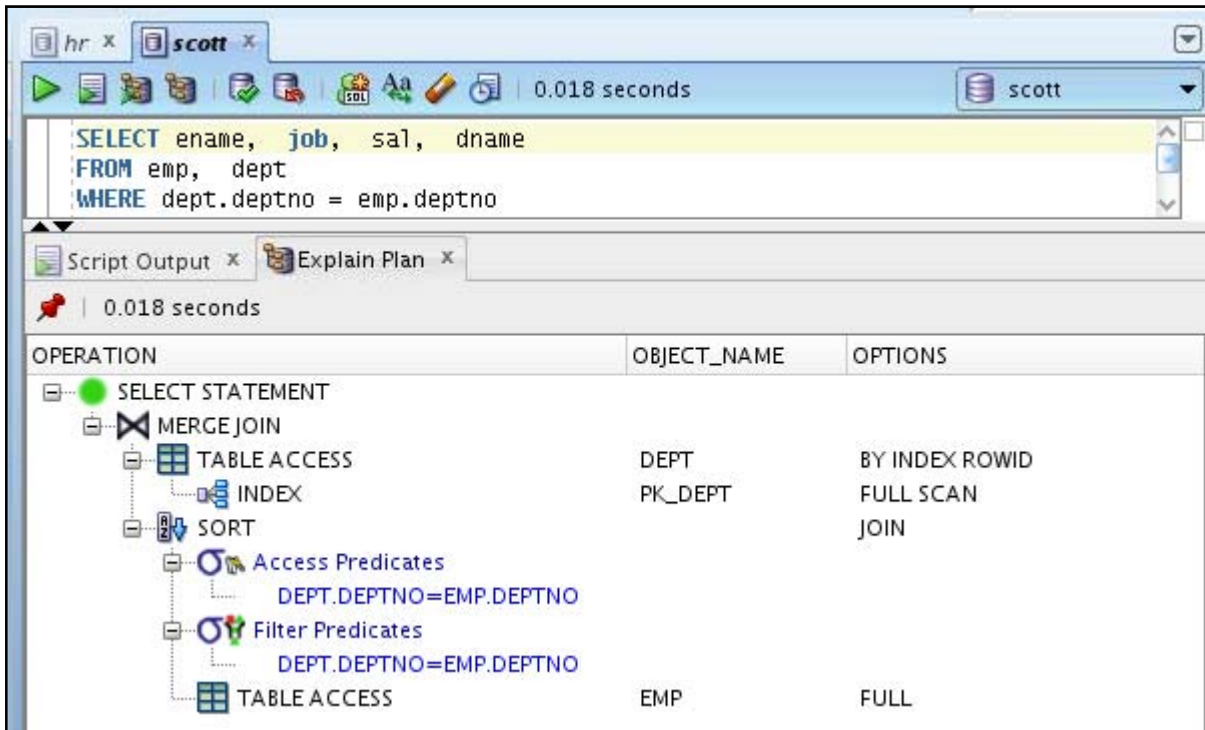 hr x scott x
SQL Aa 0.018 seconds scott
SELECT ename, job, sal, dname
FROM emp, dept
WHERE dept.deptno = emp.deptno
Script Output x Explain Plan x
0.018 seconds
OPERATION OBJECT_NAME OPTIONS
SELECT STATEMENT
MERGE JOIN
TABLE ACCESS DEPT BY INDEX ROWID
INDEX PK_DEPT FULL SCAN
AZ SORT JOIN
Access Predicates
DEPT.DEPTNO=EMP.DEPTNO
Filter Predicates
DEPT.DEPTNO=EMP.DEPTNO
TABLE ACCESS EMP FULL